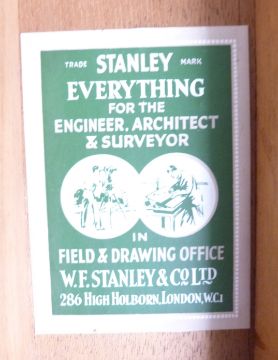 TRADE STANLEY MARK
EVERYTHING
FOR THE
ENGINEER, ARCHITECT
& SURVEYOR
IN
FIELD & DRAWING OFFICE
W.F. STANLEY & CO. LTD
286 HIGH HOLBORN, LONDON, W.C.1